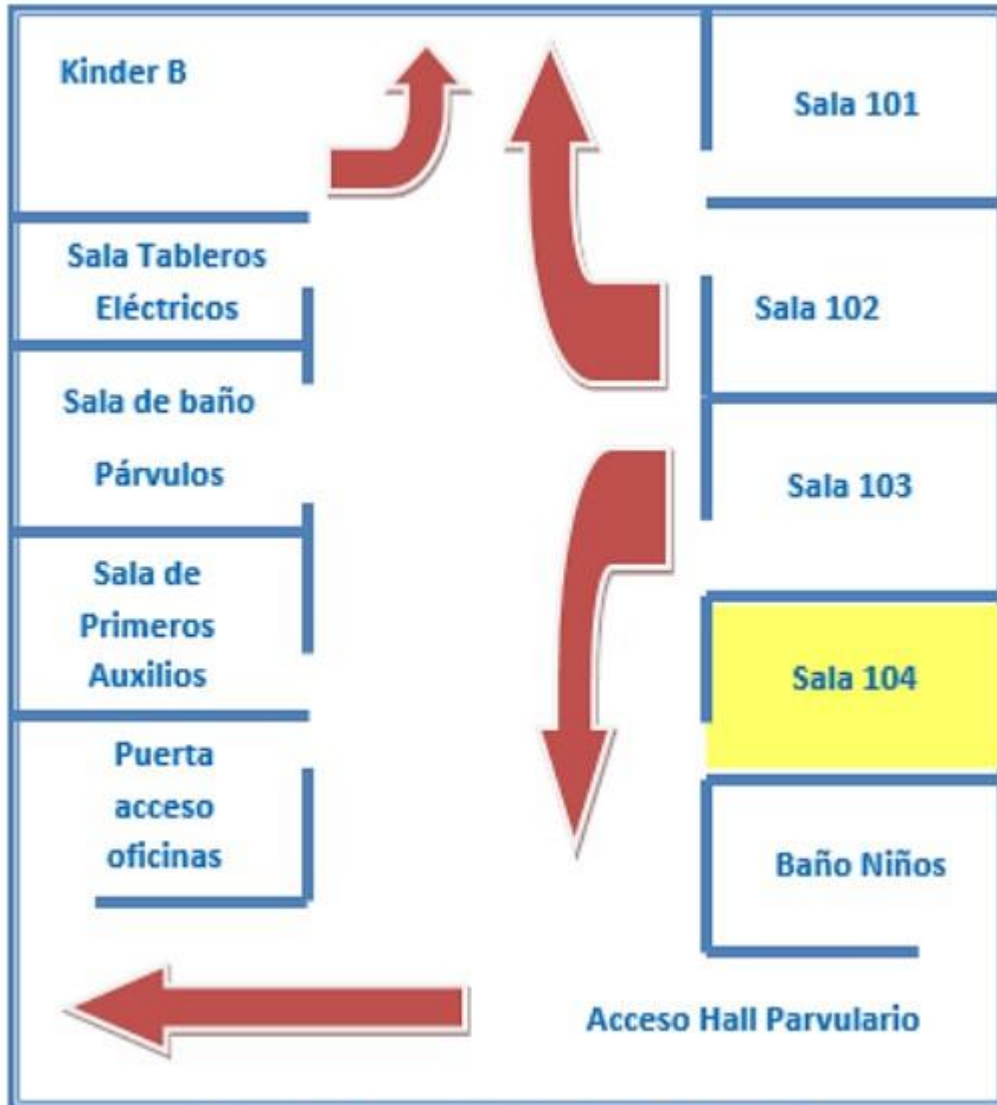 Kinder B
Sala 101
Sala Tableros
Eléctricos
Sala 102
Sala de baño
Párvulos
Sala 103
Sala de
Primeros
Auxilios
Sala 104
Puerta
acceso
oficinas
Baño Niños
Acceso Hall Parvulario